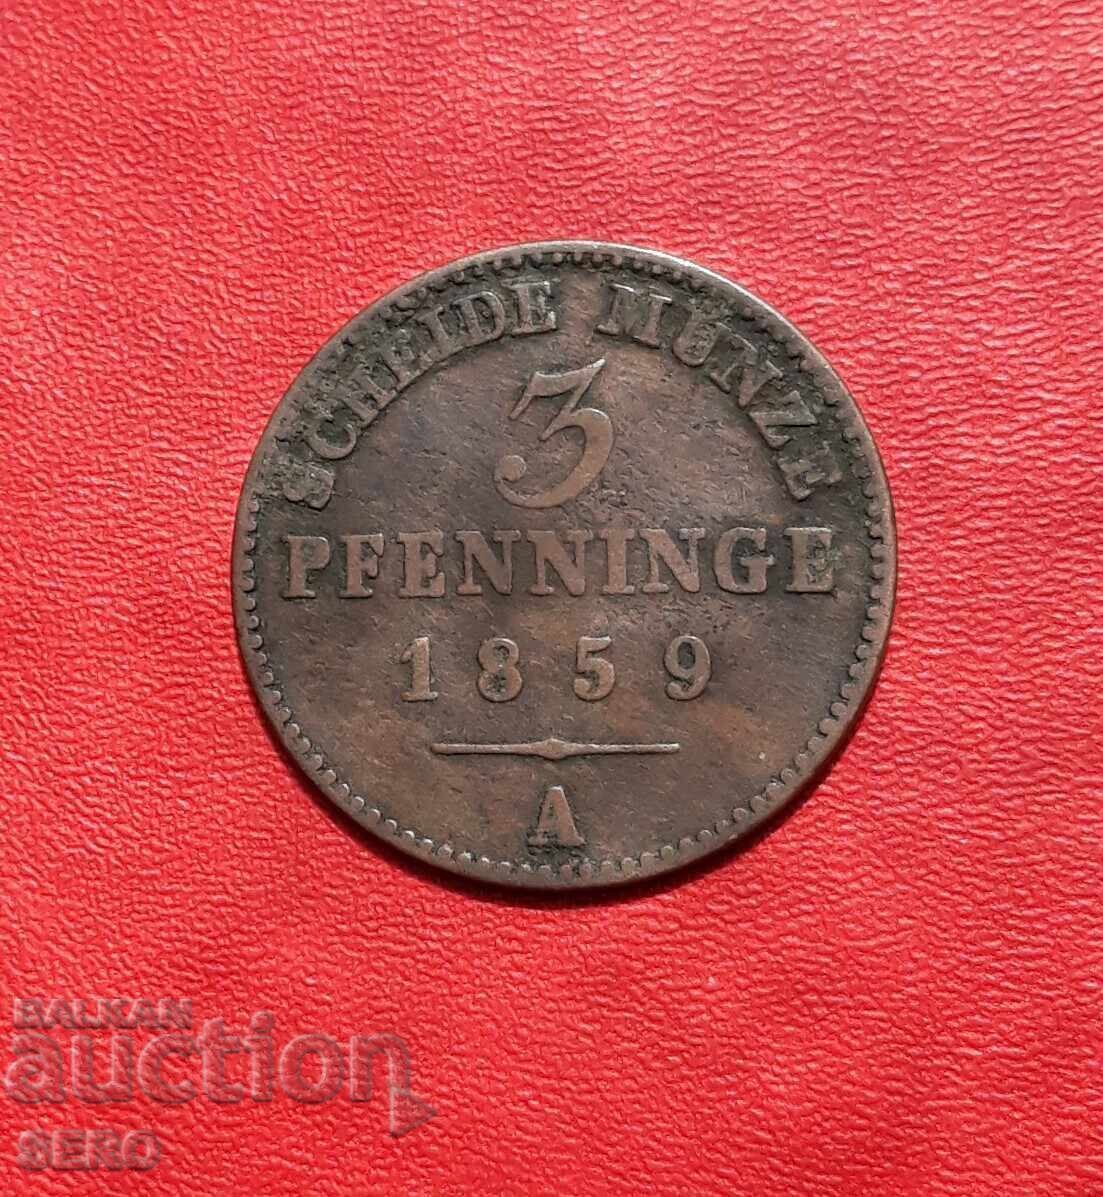 SCHEIDE MÜNZE
3
PFENNINGE
1859
A
BALKAN
auction
SERO